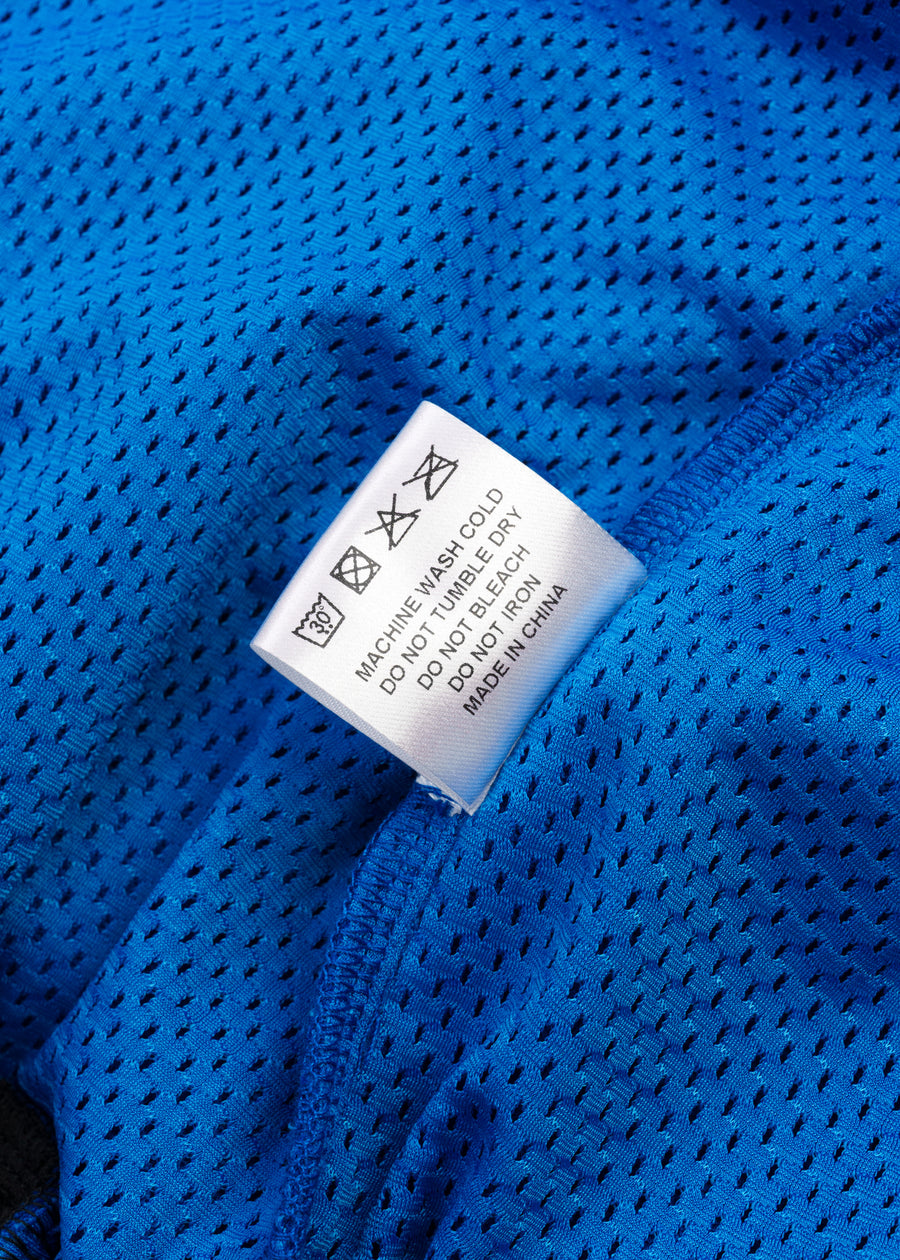 30°
MACHINE WASH COLD
DO NOT TUMBLE DRY
DO NOT BLEACH
DO NOT IRON
MADE IN CHINA